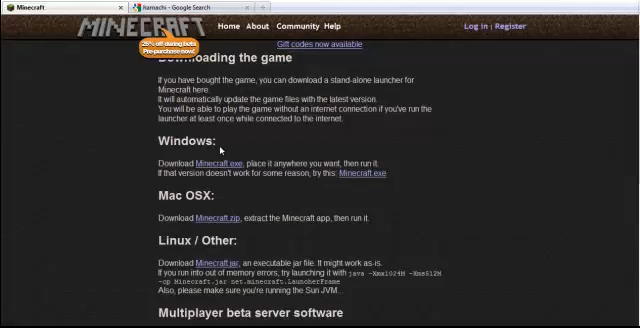 Minecraft
Ramachi - Google Search
MINECRAFT
Home About Community Help
Log in | Register
25% off during beta
Pre-purchase now!
Gift codes now available
Downloading the game
If you have bought the game, you can download a stand-alone launcher for
Minecraft here.
It will automatically update the game files with the latest version.
You will be able to play the game without an internet connection if you've run the
launcher at least once while connected to the internet.
Windows:
Download Minecraft.exe, place it anywhere you want, then run it.
If that version doesn't work for some reason, try this: Minecraft.exe
Mac OSX:
Download Minecraft.zip, extract the Minecraft app, then run it.
Linux / Other:
Download Minecraft.jar, an executable jar file. It might work as-is.
If you run into out of memory errors, try launching it with java -Xmx1024M -Xms512M
-cp Minecraft.jar net.minecraft.LauncherFrame
Also, please make sure you're running the Sun JVM...
Multiplayer beta server software